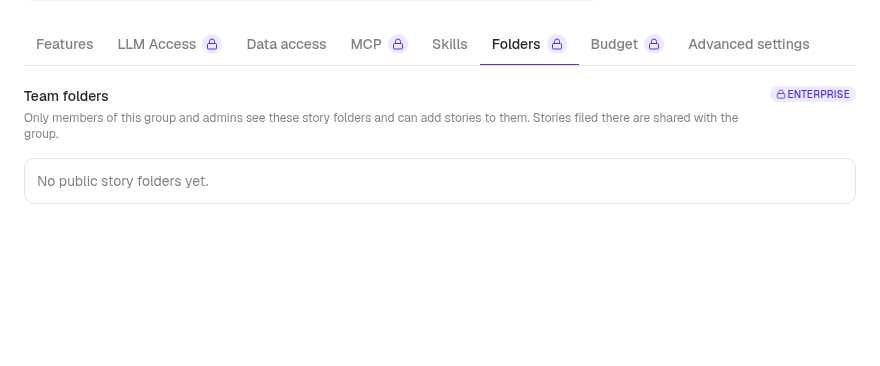 Features LLM Access Data access MCP Skills Folders Budget Advanced settings
Team folders
ENTERPRISE
Only members of this group and admins see these story folders and can add stories to them. Stories filed there are shared with the
group.
No public story folders yet.